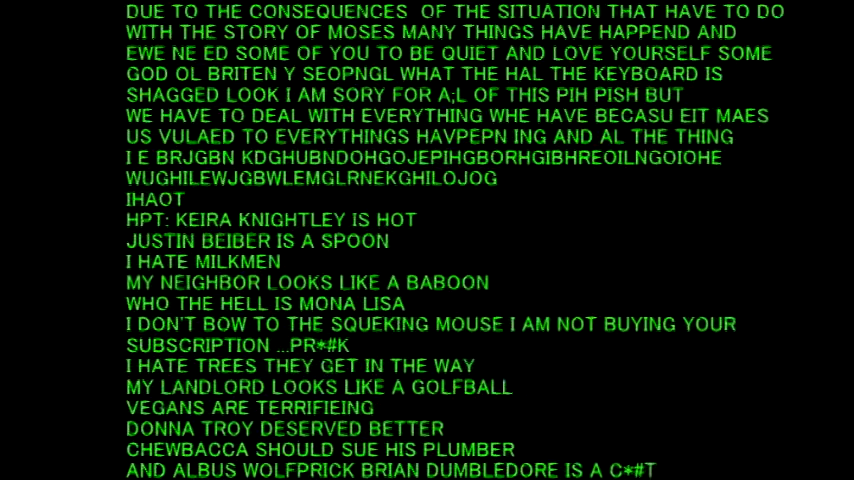 DUE TO THE CONSEQUENCES OF THE SITUATION THAT HAVE TO DO
WITH THE STORY OF MOSES MANY THINGS HAVE HAPPEND AND
EWE NE ED SOME OF YOU TO BE QUIET AND LOVE YOURSELF SOME
GOD OL BRITEN Y SEOPNGL WHAT THE HAL THE KEYBOARD IS
SHAGGED LOOK I AM SORY FOR A;L OF THIS PIH PISH BUT
WE HAVE TO DEAL WITH EVERYTHING WHE HAVE BECASU EIT MAES
US VULAED TO EVERYTHINGS HAVPEPN ING AND AL THE THING
I E BRJGBN KDGHUBNDOHGOJEPIHGBORHGIBHREOILNGOIOHE
WUGHILEWJGBWLEMGLRNEKGHILOJOG
IHAOT
HPT: KEIRA KNIGHTLEY IS HOT
JUSTIN BEIBER IS A SPOON
I HATE MILKMEN
MY NEIGHBOR LOOKS LIKE A BABOON
WHO THE HELL IS MONA LISA
I DON'T BOW TO THE SQUEKING MOUSE I AM NOT BUYING YOUR
SUBSCRIPTION ...PR*#K
I HATE TREES THEY GET IN THE WAY
MY LANDLORD LOOKS LIKE A GOLFBALL
VEGANS ARE TERRIFIEING
DONNA TROY DESERVED BETTER
CHEWBACCA SHOULD SUE HIS PLUMBER
AND ALBUS WOLFPRICK BRIAN DUMBLEDORE IS A C*#T